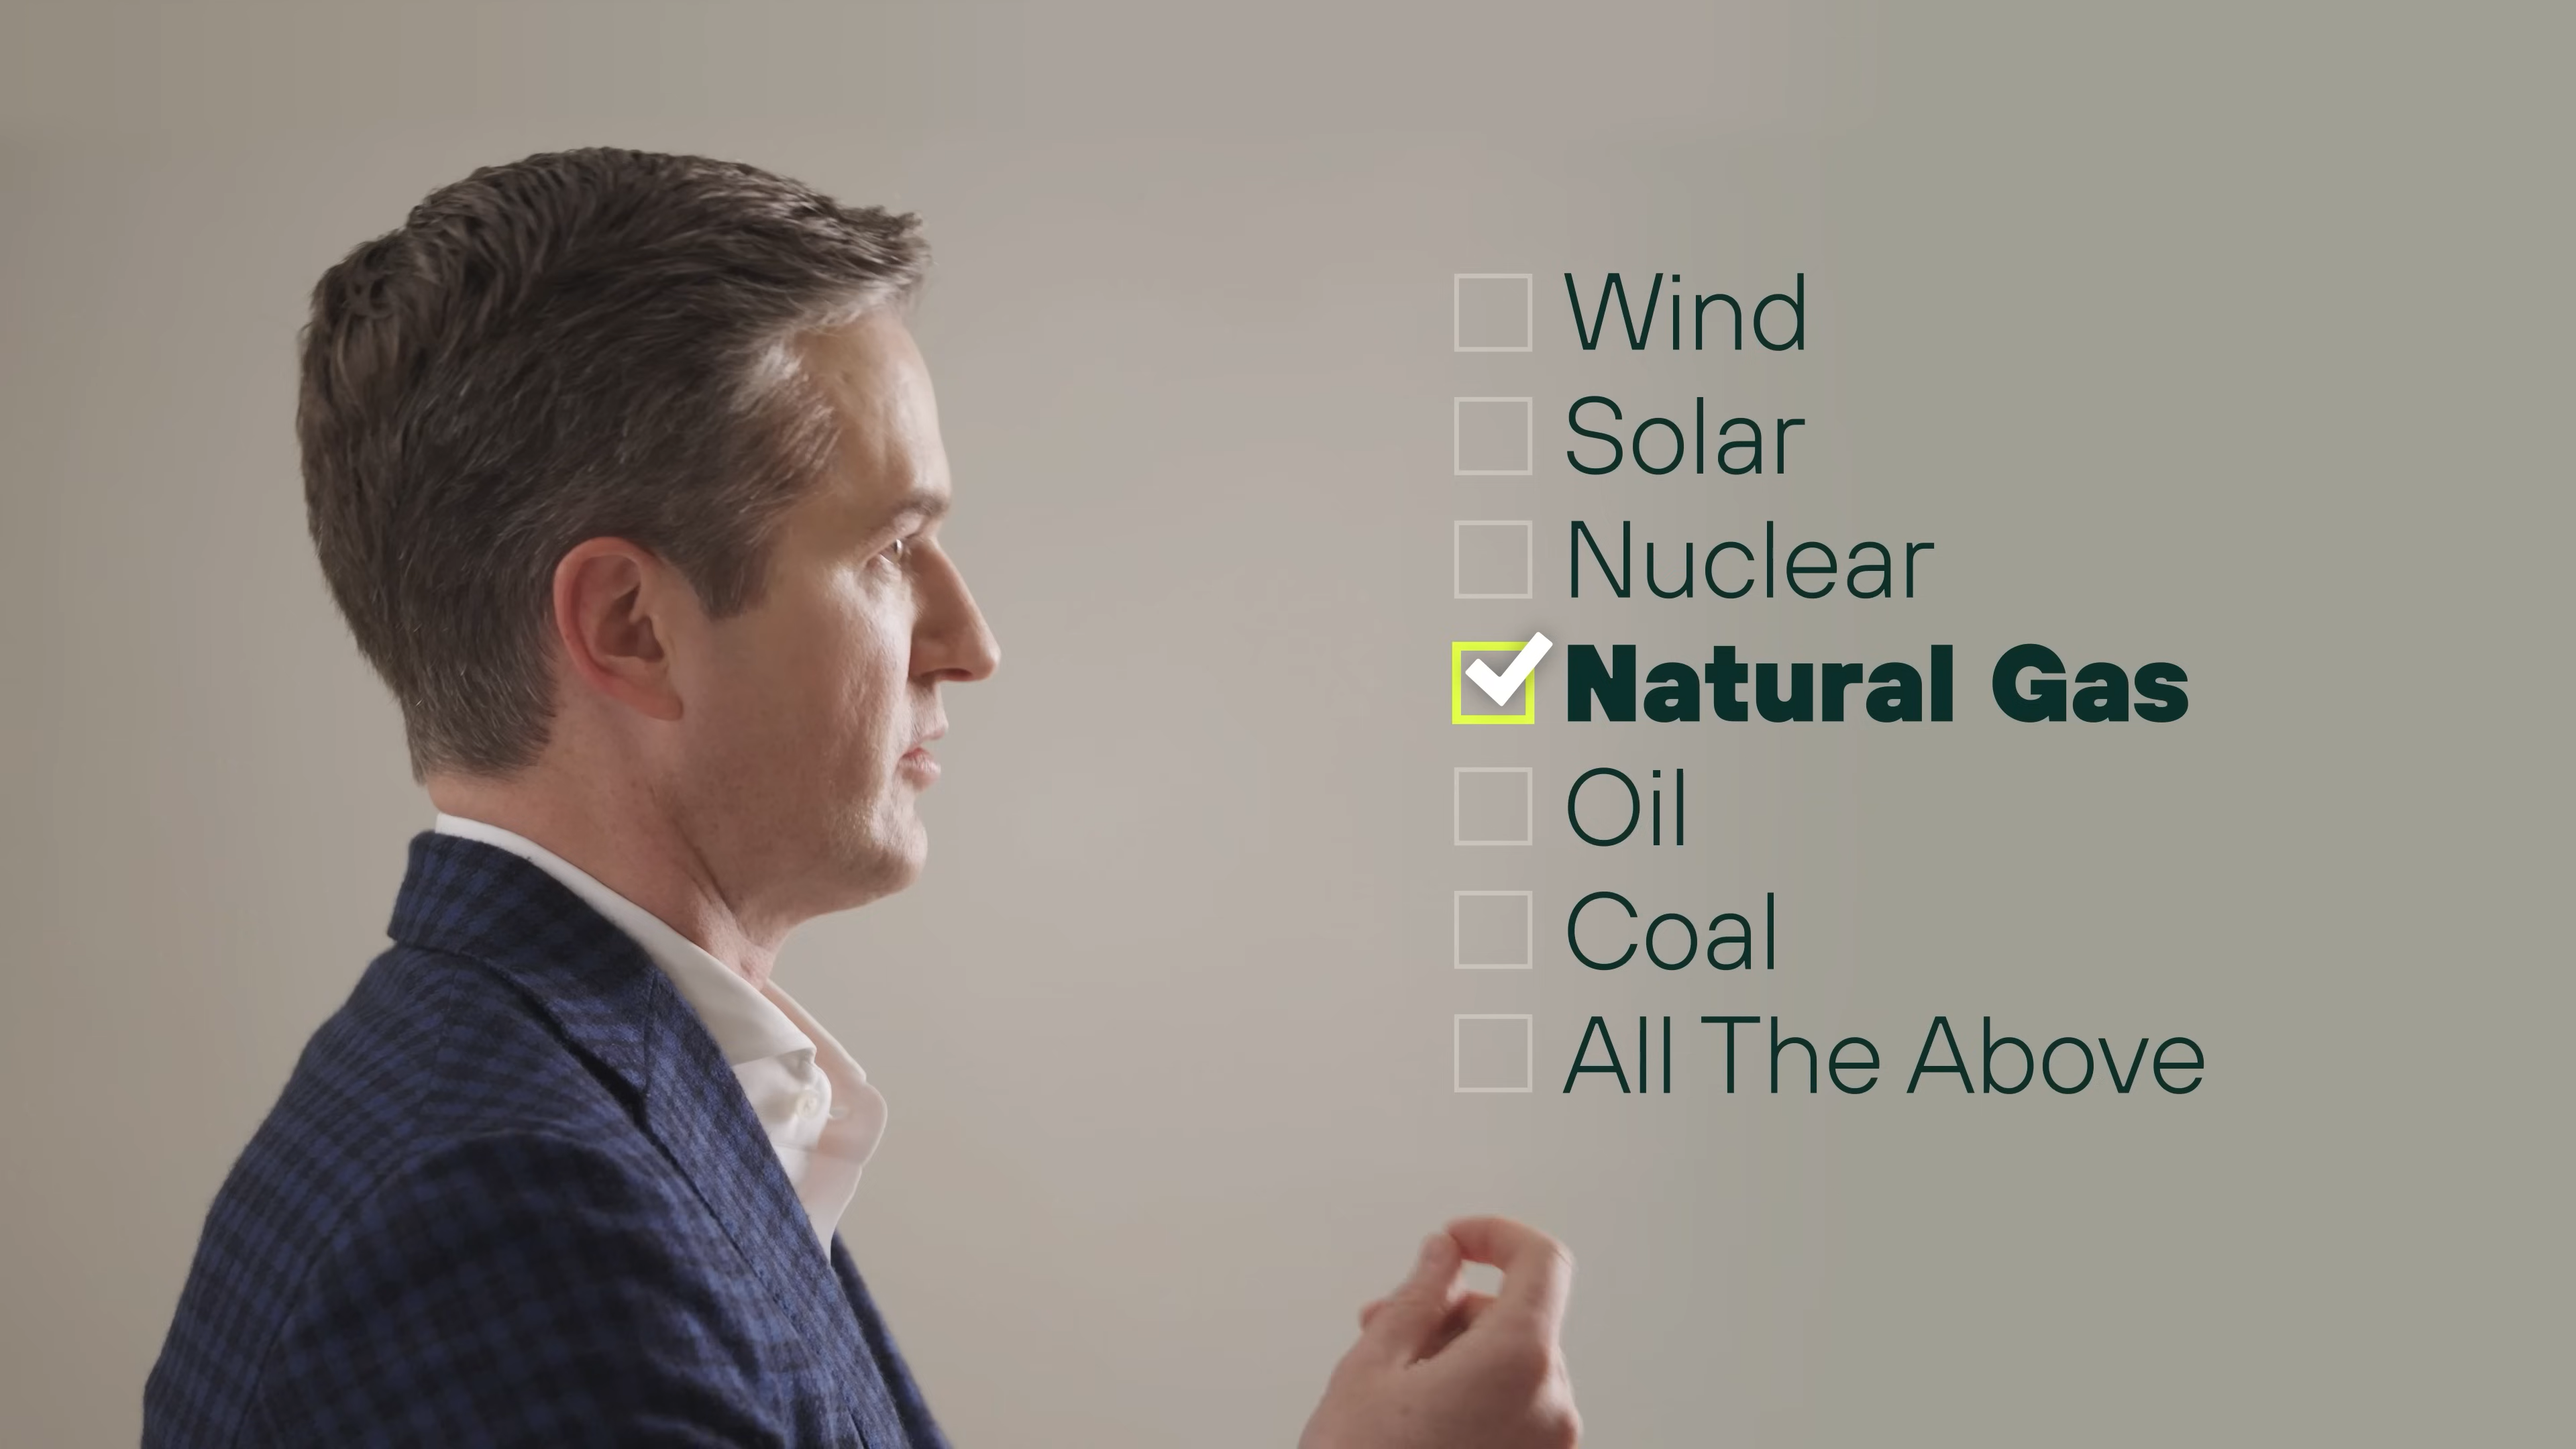 Wind
Solar
Nuclear
Natural Gas
Oil
Coal
All The Above